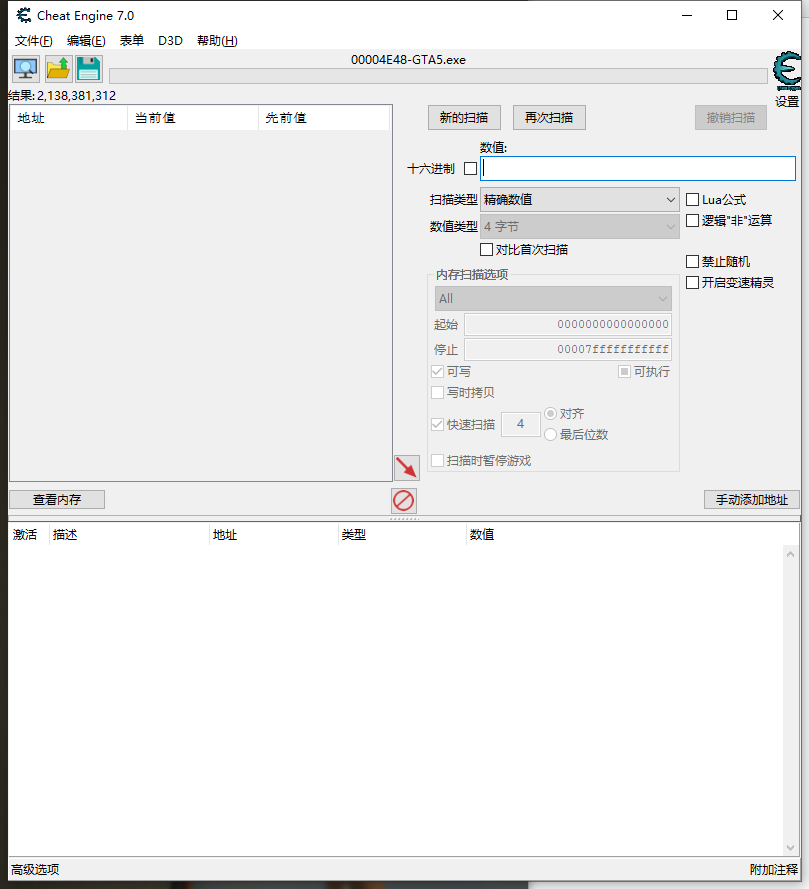 Cheat Engine 7.0
文件(F) 编辑(E) 表单 D3D 帮助(H)
00004E48-GTA5.exe
结果:2,138,381,312
设置
地址 当前值 先前值
新的扫描 再次扫描 撤销扫描
数值:
十六进制
扫描类型 精确数值 Lua公式
数值类型 4 字节 逻辑"非"运算
对比首次扫描
禁止随机
内存扫描选项
开启变速精灵
All
起始 0000000000000000
停止 00007fffffffffff
可写 可执行
写时拷贝
快速扫描 4 对齐
最后位数
扫描时暂停游戏
查看内存 手动添加地址
激活 描述 地址 类型 数值
高级选项 附加注释